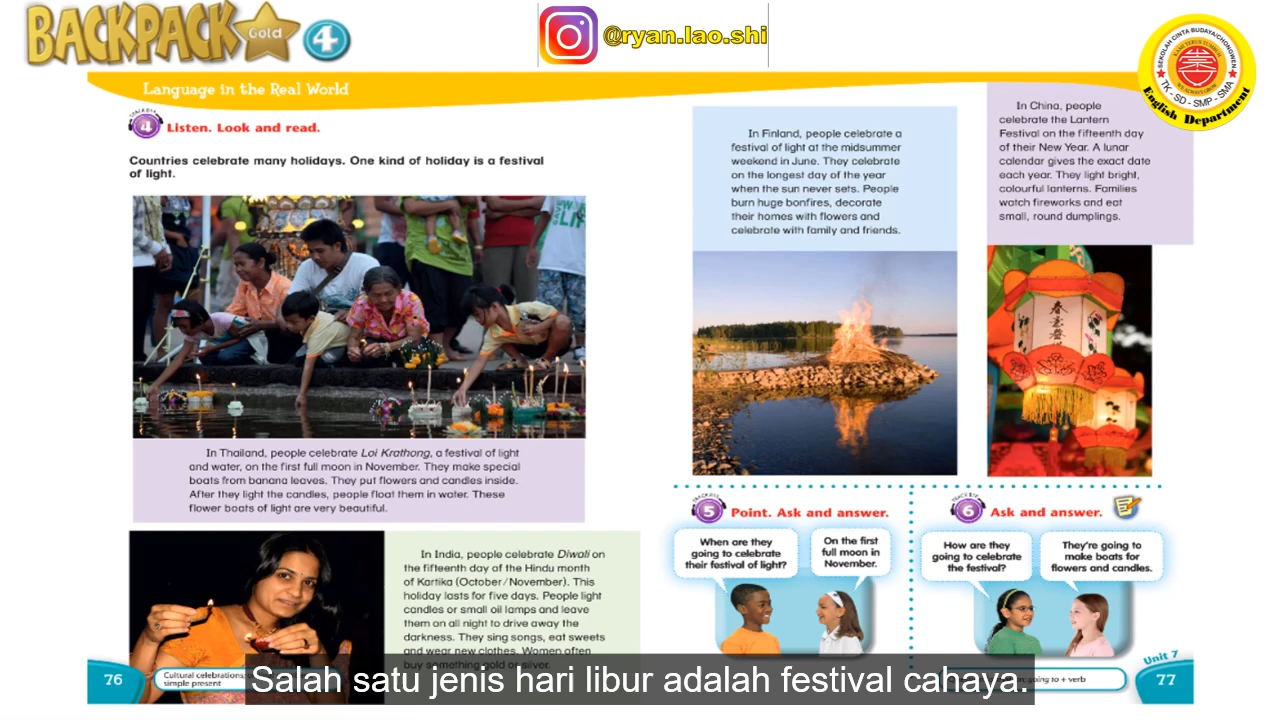 BACKPACK Gold 4
@ryan.lao.shi
SEKOLAH CINTA BUDAYA/CHONGWEN
TK - SD - SMP - SMA
English Department
Language in the Real World
4 Listen. Look and read.
Countries celebrate many holidays. One kind of holiday is a festival
of light.
In Thailand, people celebrate Loi Krathong, a festival of light
and water, on the first full moon in November. They make special
boats from banana leaves. They put flowers and candles inside.
After they light the candles, people float them in water. These
flower boats of light are very beautiful.
In India, people celebrate Diwali on
the fifteenth day of the Hindu month
of Kartika (October/November). This
holiday lasts for five days. People light
candles or small oil lamps and leave
them on all night to drive away the
darkness. They sing songs, eat sweets
and wear new clothes. Women often
buy something gold or silver.
76
Cultural celebrations;
simple present
In Finland, people celebrate a
festival of light at the midsummer
weekend in June. They celebrate
on the longest day of the year
when the sun never sets. People
burn huge bonfires, decorate
their homes with flowers and
celebrate with family and friends.
In China, people
celebrate the Lantern
Festival on the fifteenth day
of their New Year. A lunar
calendar gives the exact date
each year. They light bright,
colourful lanterns. Families
watch fireworks and eat
small, round dumplings.
5 Point. Ask and answer.
When are they
going to celebrate
their festival of light?
On the first
full moon in
November.
6 Ask and answer.
How are they
going to celebrate
the festival?
They're going to
make boats for
flowers and candles.
going to + verb
Unit 7
77
Salah satu jenis hari libur adalah festival cahaya.